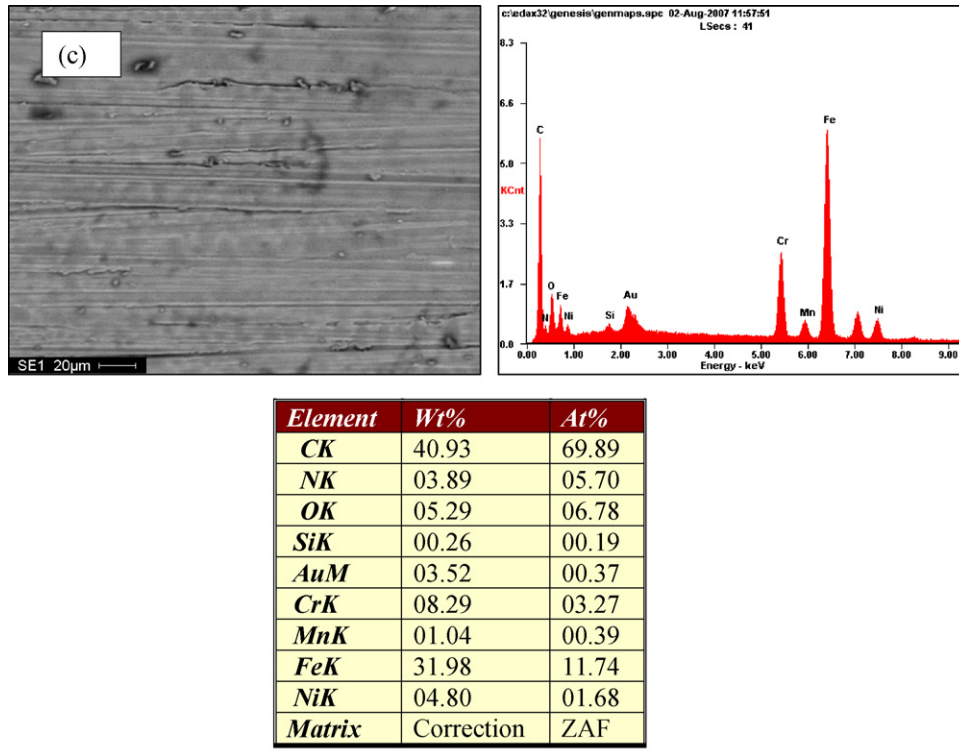 (c)
SE1 20µm
c:\edax32\genesis\genmaps.spc 02-Aug-2007 11:57:51
LSecs : 41
8.3
6.6
5.0
3.3
1.7
0.0
KCnt
C
N
O
Fe
Ni
Si
Au
Cr
Mn
Fe
Ni
0.00 1.00 2.00 3.00 4.00 5.00 6.00 7.00 8.00 9.00
Energy - keV
Element Wt% At%
CK 40.93 69.89
NK 03.89 05.70
OK 05.29 06.78
SiK 00.26 00.19
AuM 03.52 00.37
CrK 08.29 03.27
MnK 01.04 00.39
FeK 31.98 11.74
NiK 04.80 01.68
Matrix Correction ZAF